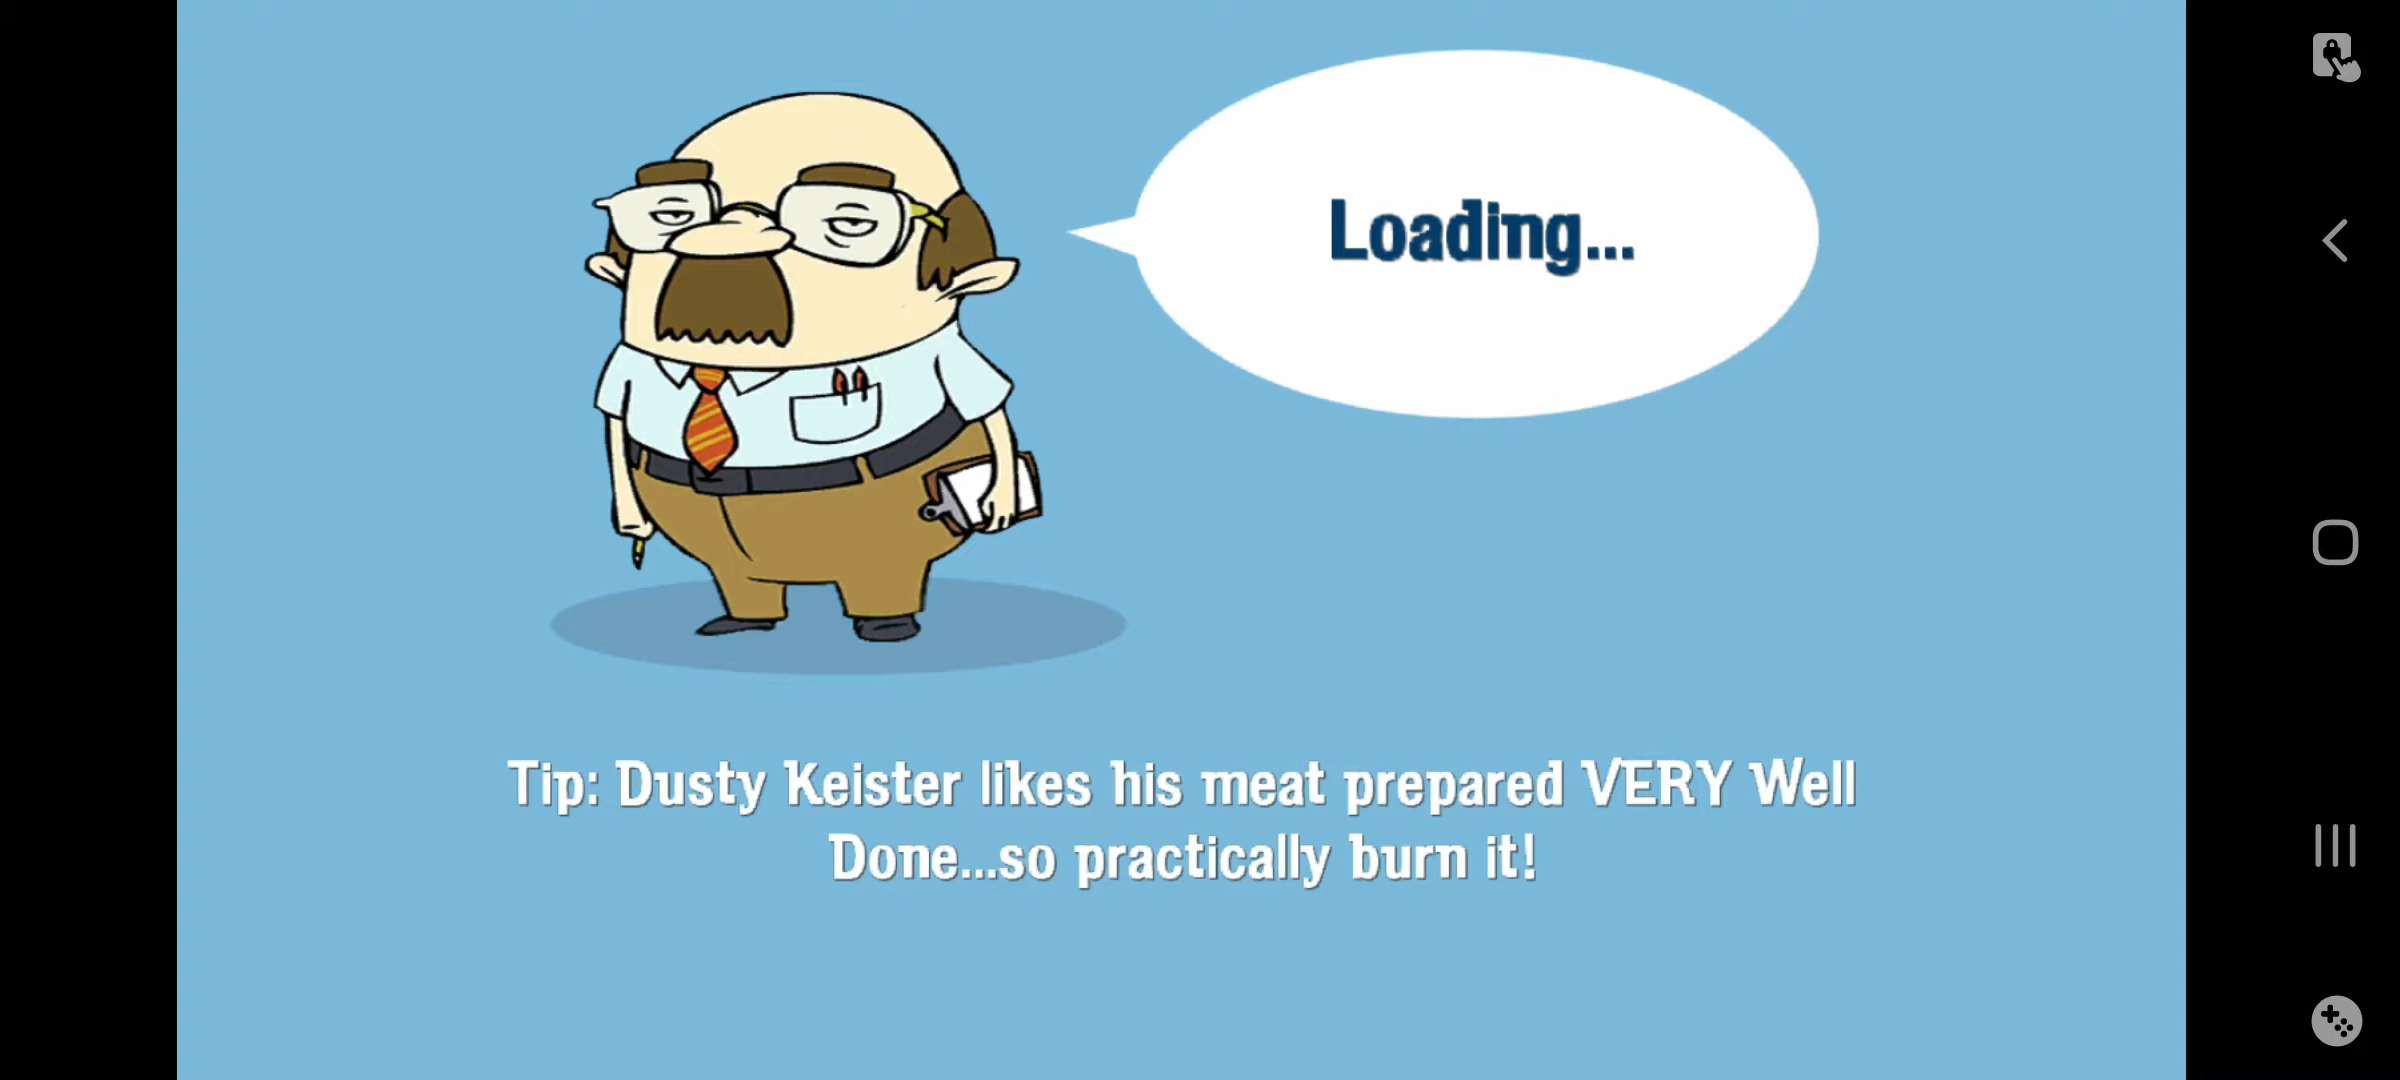 Loading...
Tip: Dusty Keister likes his meat prepared VERY Well
Done...so practically burn it!